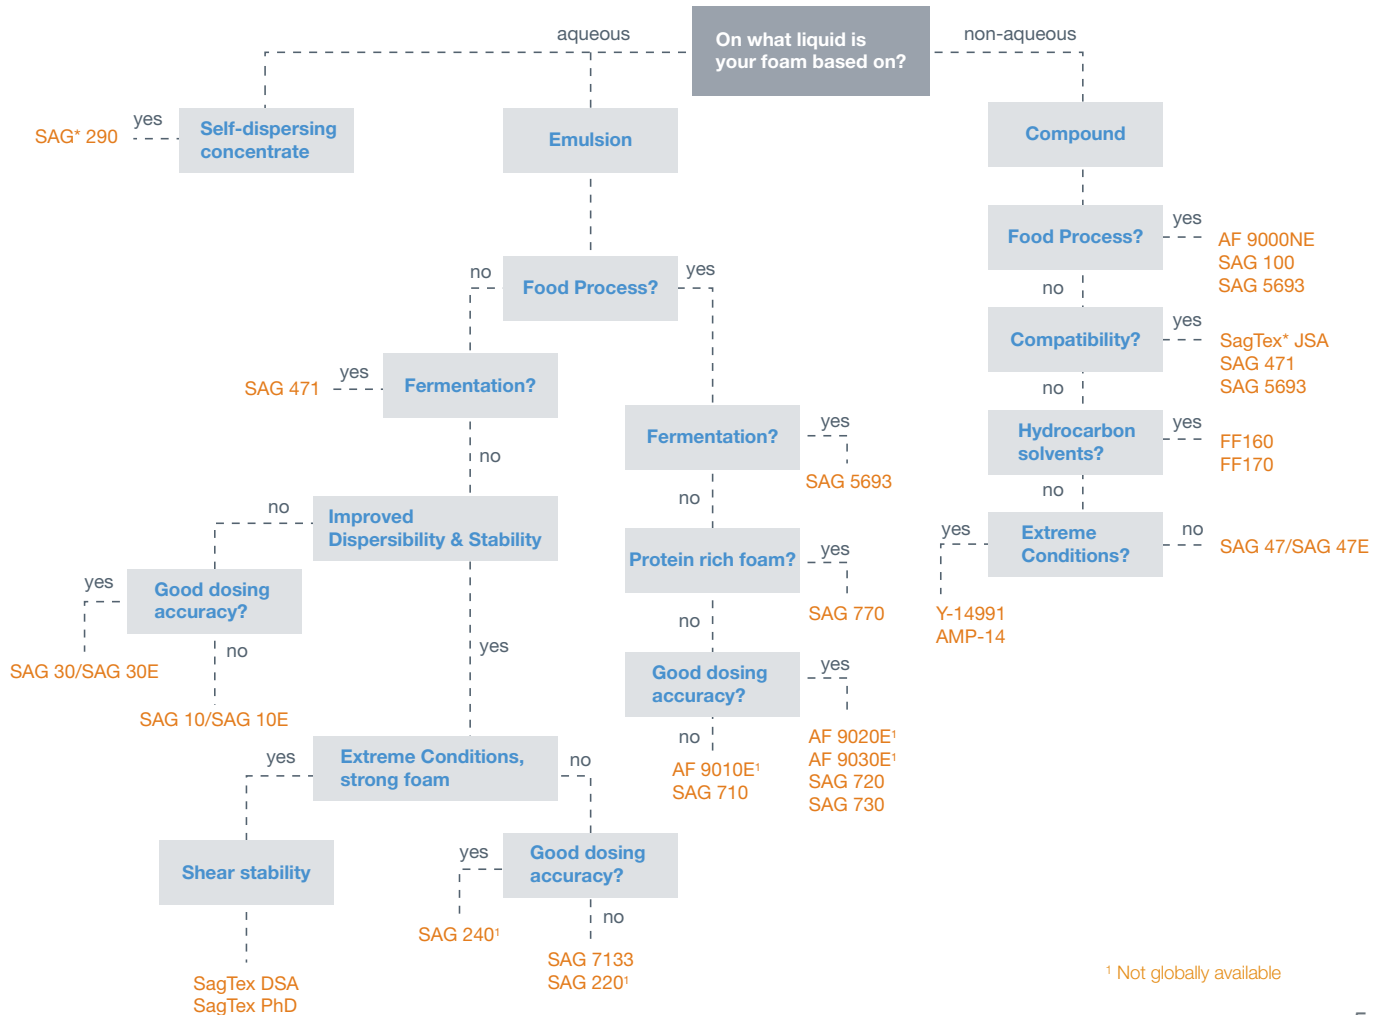 aqueous
On what liquid is
your foam based on?
non-aqueous
SAG* 290
yes
Self-dispersing
concentrate
Emulsion
Compound
Food Process?
yes
AF 9000NE
SAG 100
SAG 5693
no
no
Food Process?
yes
Compatibility?
yes
SagTex* JSA
SAG 471
SAG 5693
no
SAG 471
yes
Fermentation?
no
Fermentation?
yes
SAG 5693
no
Hydrocarbon
solvents?
yes
FF160
FF170
no
no
Improved
Dispersibility & Stability
yes
Protein rich foam?
yes
SAG 770
no
yes
Extreme
Conditions?
no
SAG 47/SAG 47E
Y-14991
AMP-14
yes
Good dosing
accuracy?
no
SAG 30/SAG 30E
SAG 10/SAG 10E
Good dosing
accuracy?
yes
no
AF 9010E¹
SAG 710
AF 9020E¹
AF 9030E¹
SAG 720
SAG 730
yes
Extreme Conditions,
strong foam
no
Shear stability
SagTex DSA
SagTex PhD
yes
Good dosing
accuracy?
no
SAG 240¹
SAG 7133
SAG 220¹
¹ Not globally available